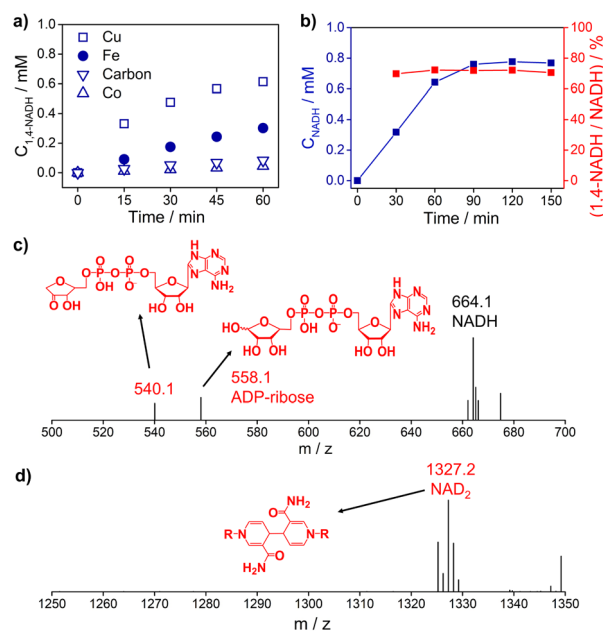 a)
1.0
0.8
0.6
0.4
0.2
0.0
C1,4-NADH / mM
Cu
Fe
Carbon
Co
0 15 30 45 60
Time / min
b)
1.0
0.8
0.6
0.4
0.2
0.0
CNADH / mM
100
80
60
40
20
0
(1,4-NADH / NADH) / %
0 30 60 90 120 150
Time / min
c)
O
O OH
O O
O-P-O-P-O
OH O-
O
OH OH
H
N N
N N
NH2
HO O
OH OH
O O
O-P-O-P-O
OH O-
O
OH OH
H
N N
N N
NH2
664.1
NADH
540.1
558.1
ADP-ribose
500 520 540 560 580 600 620 640 660 680 700
m / z
d)
1327.2
NAD2
O
NH2
R-N N-R
O
H2N
1250 1260 1270 1280 1290 1300 1310 1320 1330 1340 1350
m / z